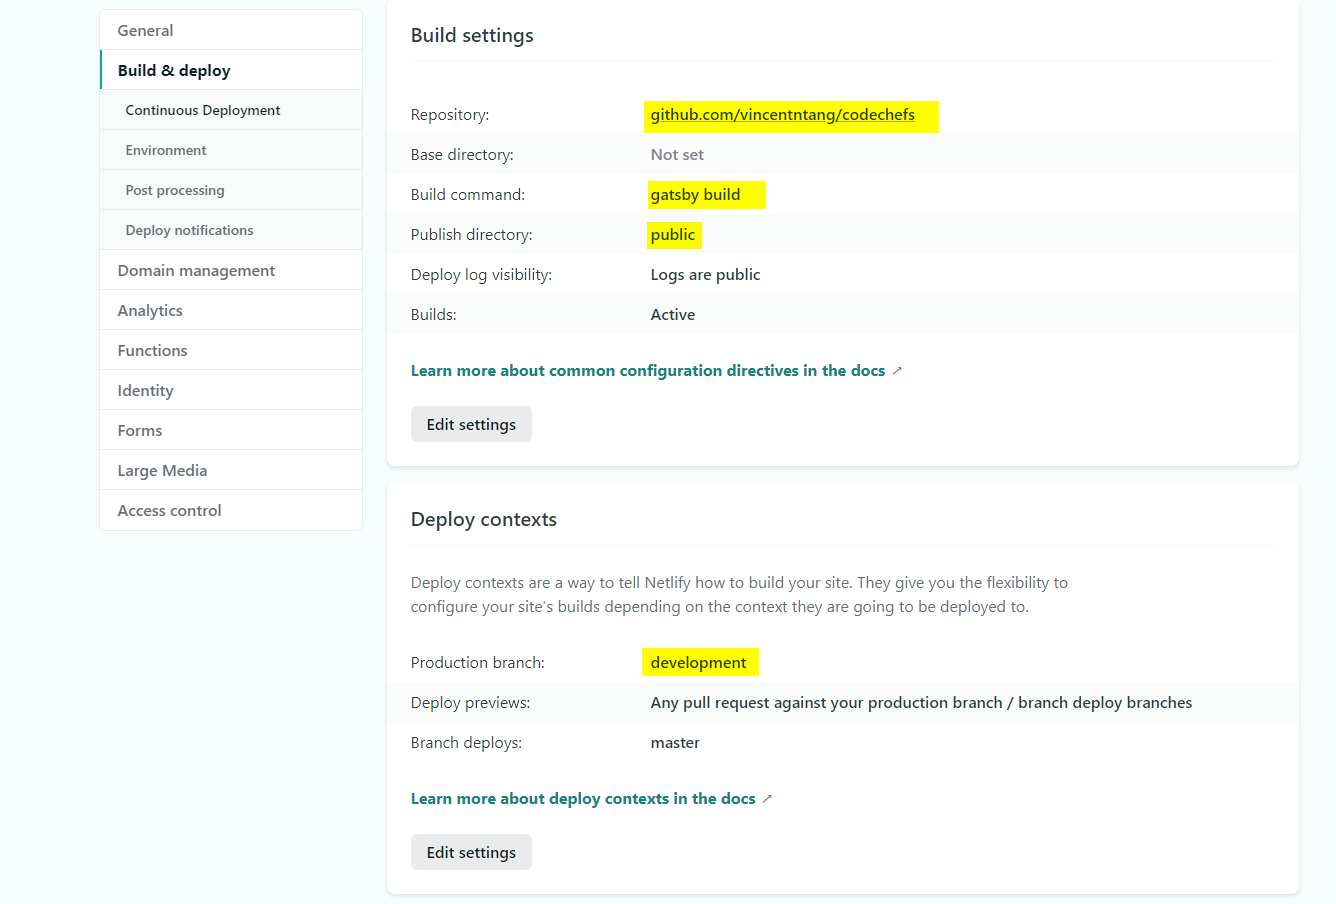 General
Build & deploy
Continuous Deployment
Environment
Post processing
Deploy notifications
Domain management
Analytics
Functions
Identity
Forms
Large Media
Access control
Build settings
Repository: github.com/vincentntang/codechefs
Base directory: Not set
Build command: gatsby build
Publish directory: public
Deploy log visibility: Logs are public
Builds: Active
Learn more about common configuration directives in the docs ↗
Edit settings
Deploy contexts
Deploy contexts are a way to tell Netlify how to build your site. They give you the flexibility to
configure your site’s builds depending on the context they are going to be deployed to.
Production branch: development
Deploy previews: Any pull request against your production branch / branch deploy branches
Branch deploys: master
Learn more about deploy contexts in the docs ↗
Edit settings